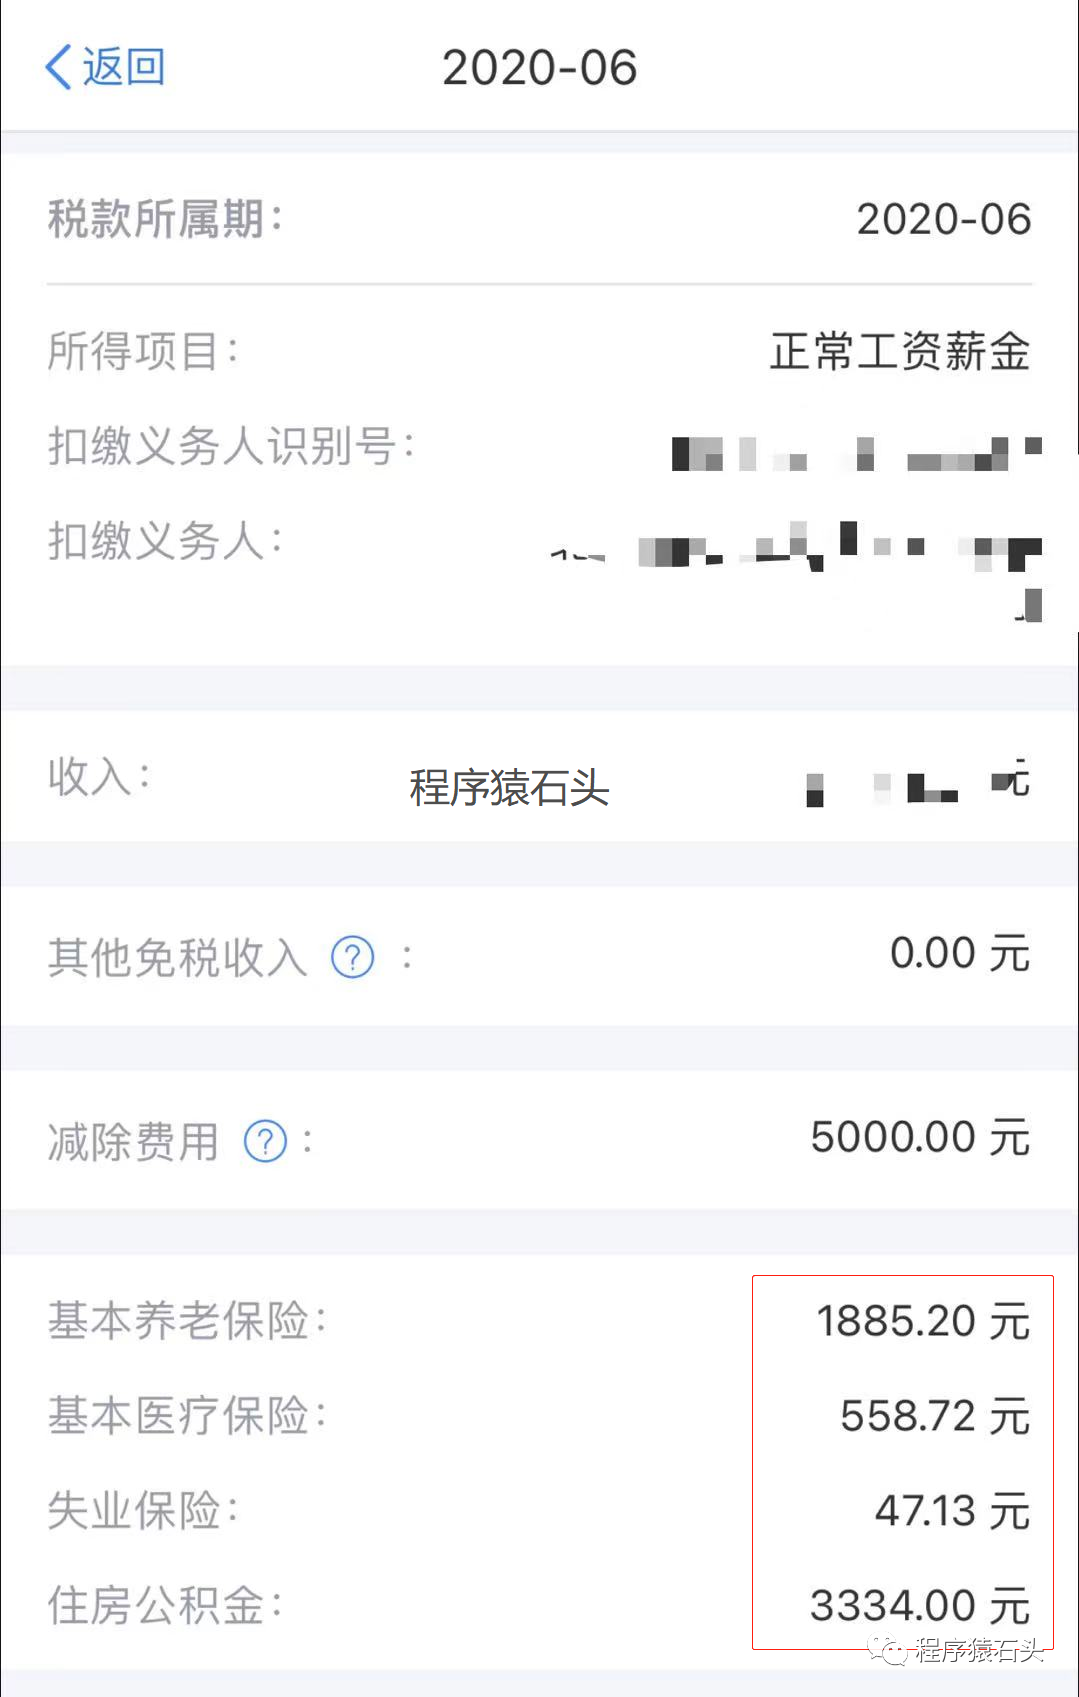 返回 2020-06
税款所属期： 2020-06
所得项目： 正常工资薪金
扣缴义务人识别号：
扣缴义务人：
收入： 程序猿石头 元
其他免税收入 ? ： 0.00 元
减除费用 ? ： 5000.00 元
基本养老保险： 1885.20 元
基本医疗保险： 558.72 元
失业保险： 47.13 元
住房公积金： 3334.00 元
程序猿石头